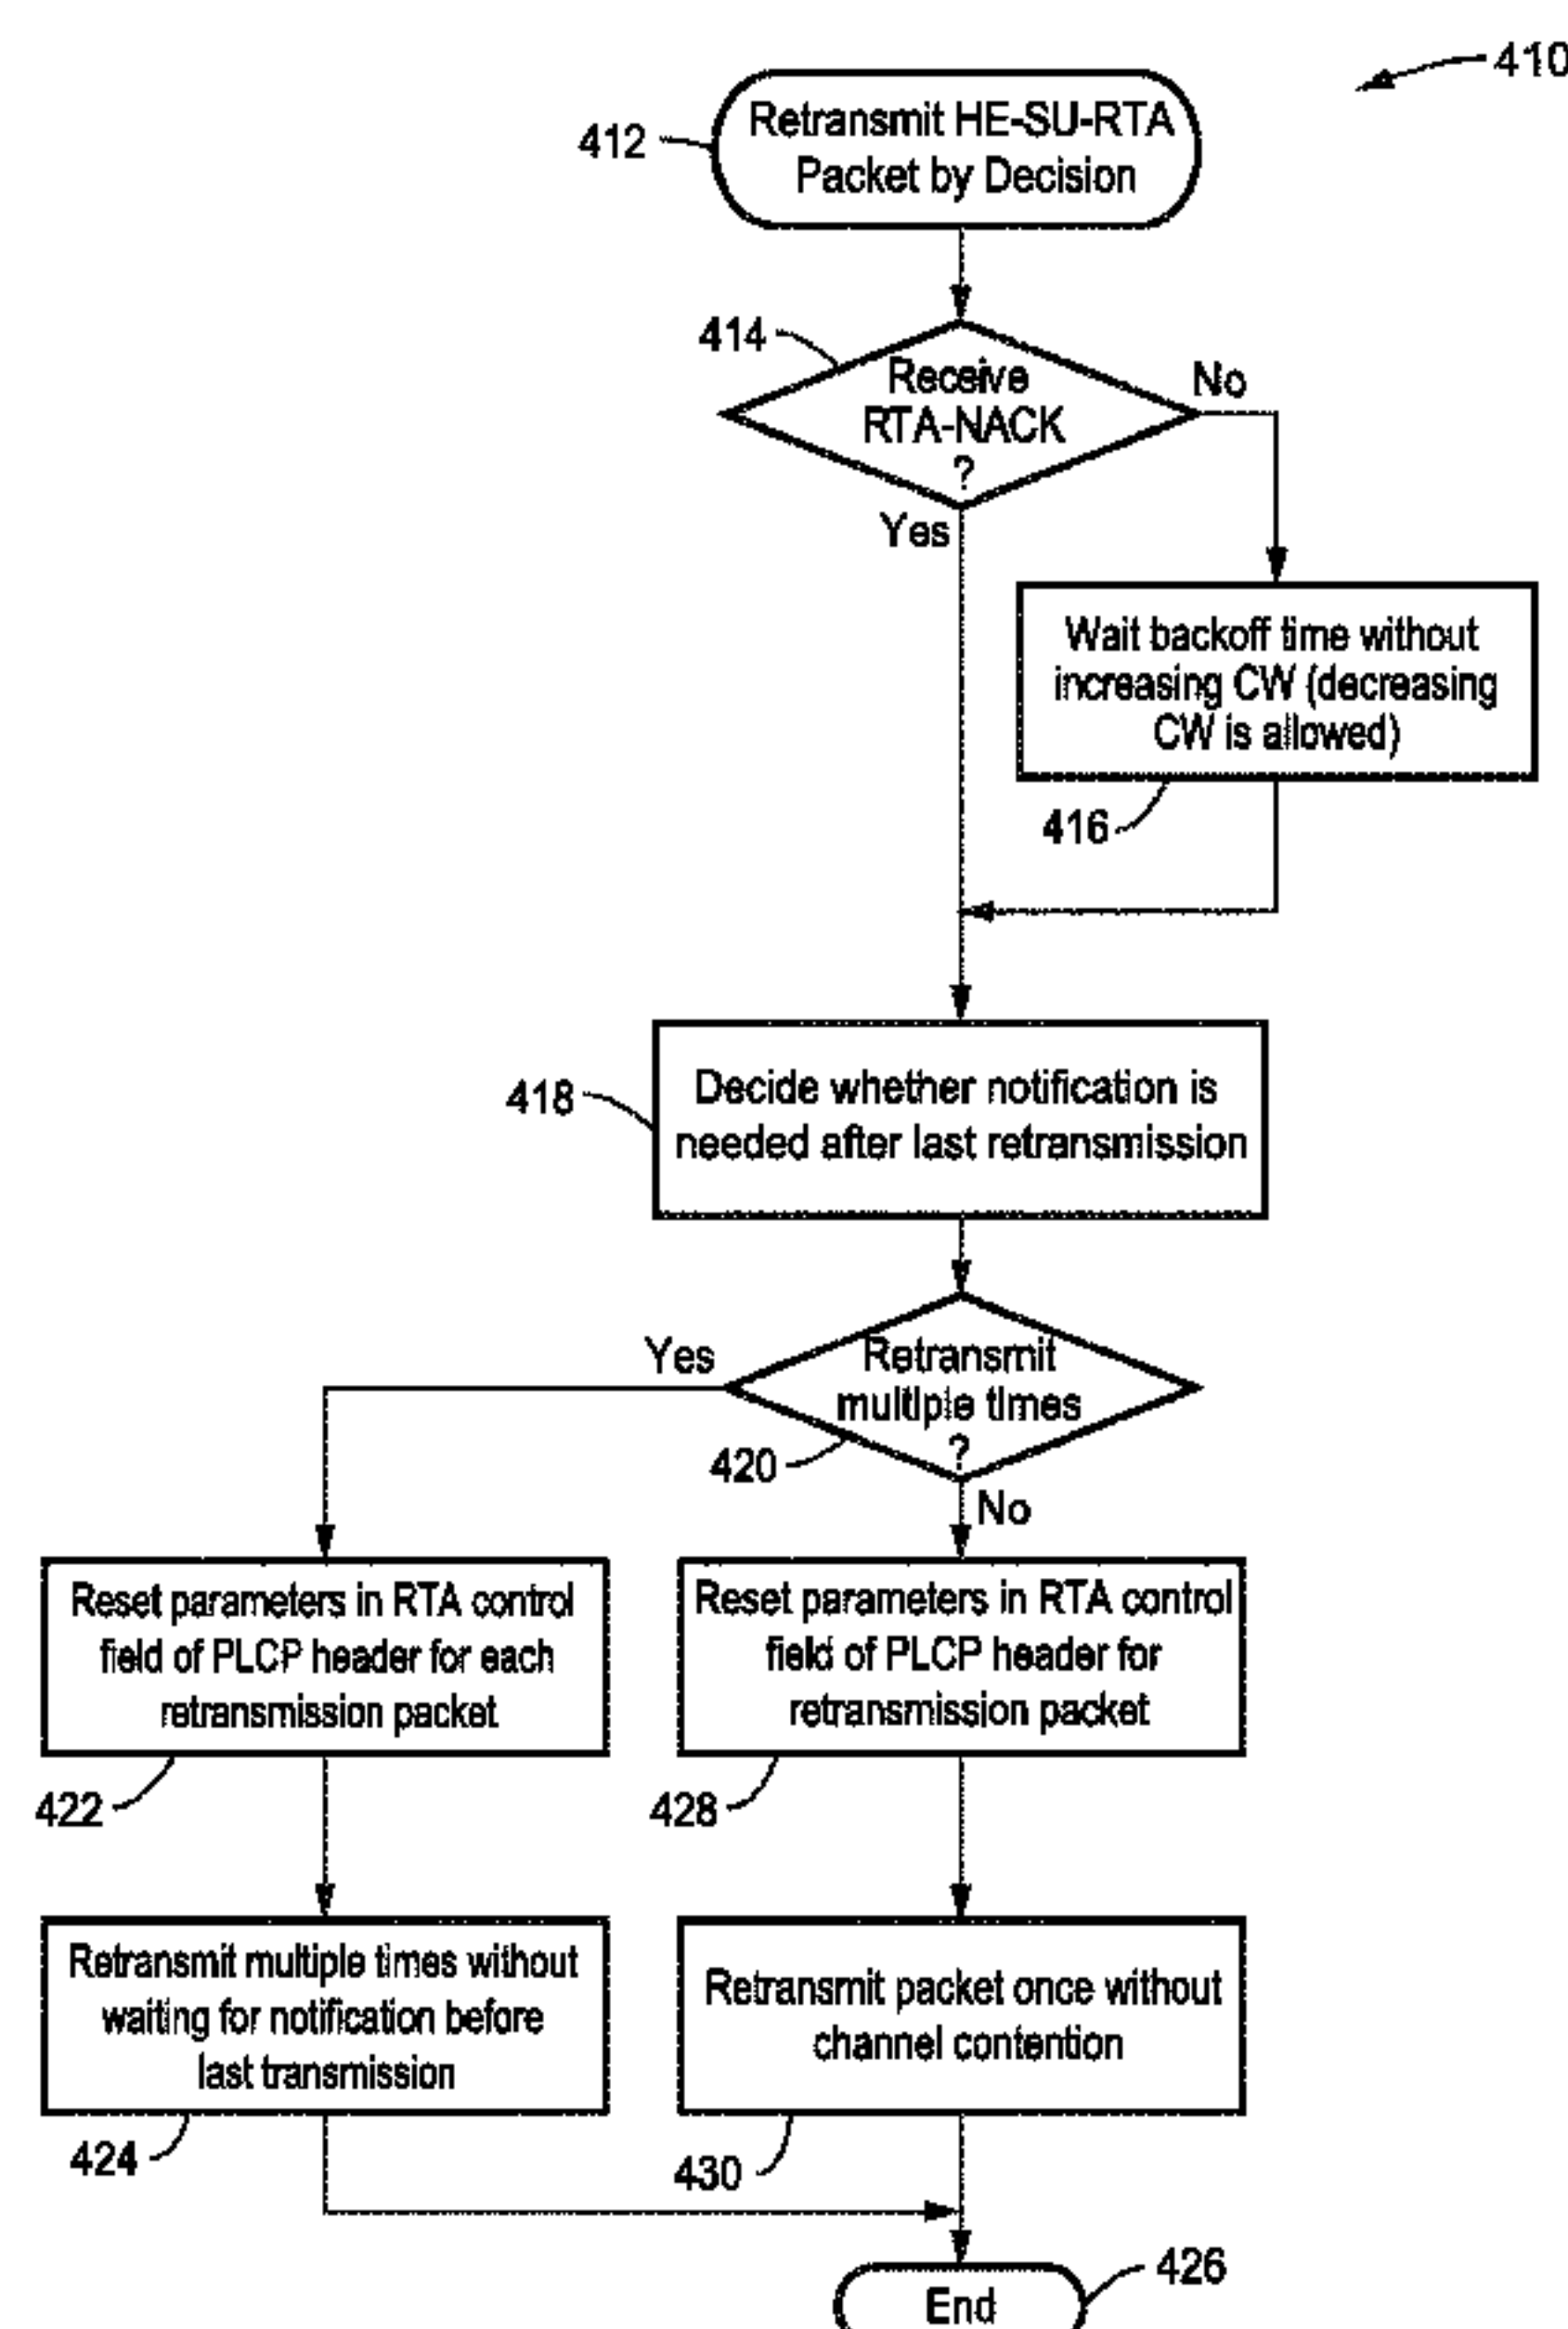 410
412
Retransmit HE-SU-RTA
Packet by Decision
414
Receive
RTA-NACK
?
No
Yes
Wait backoff time without
increasing CW (decreasing
CW is allowed)
416
418
Decide whether notification is
needed after last retransmission
Yes
Retransmit
multiple times
?
420
No
Reset parameters in RTA control
field of PLCP header for each
retransmission packet
422
Reset parameters in RTA control
field of PLCP header for
retransmission packet
428
Retransmit multiple times without
waiting for notification before
last transmission
424
Retransmit packet once without
channel contention
430
426
End